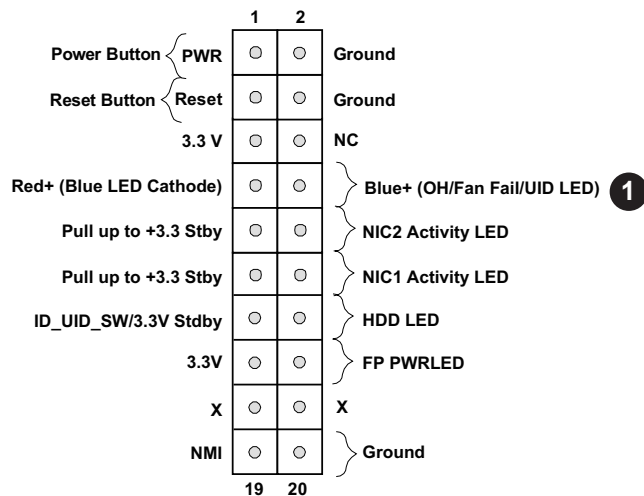 1 2
Power Button PWR Ground
Reset Button Reset Ground
3.3 V NC
Red+ (Blue LED Cathode) Blue+ (OH/Fan Fail/UID LED) 1
Pull up to +3.3 Stby NIC2 Activity LED
Pull up to +3.3 Stby NIC1 Activity LED
ID_UID_SW/3.3V Stdby HDD LED
3.3V FP PWRLED
X X
NMI Ground
19 20